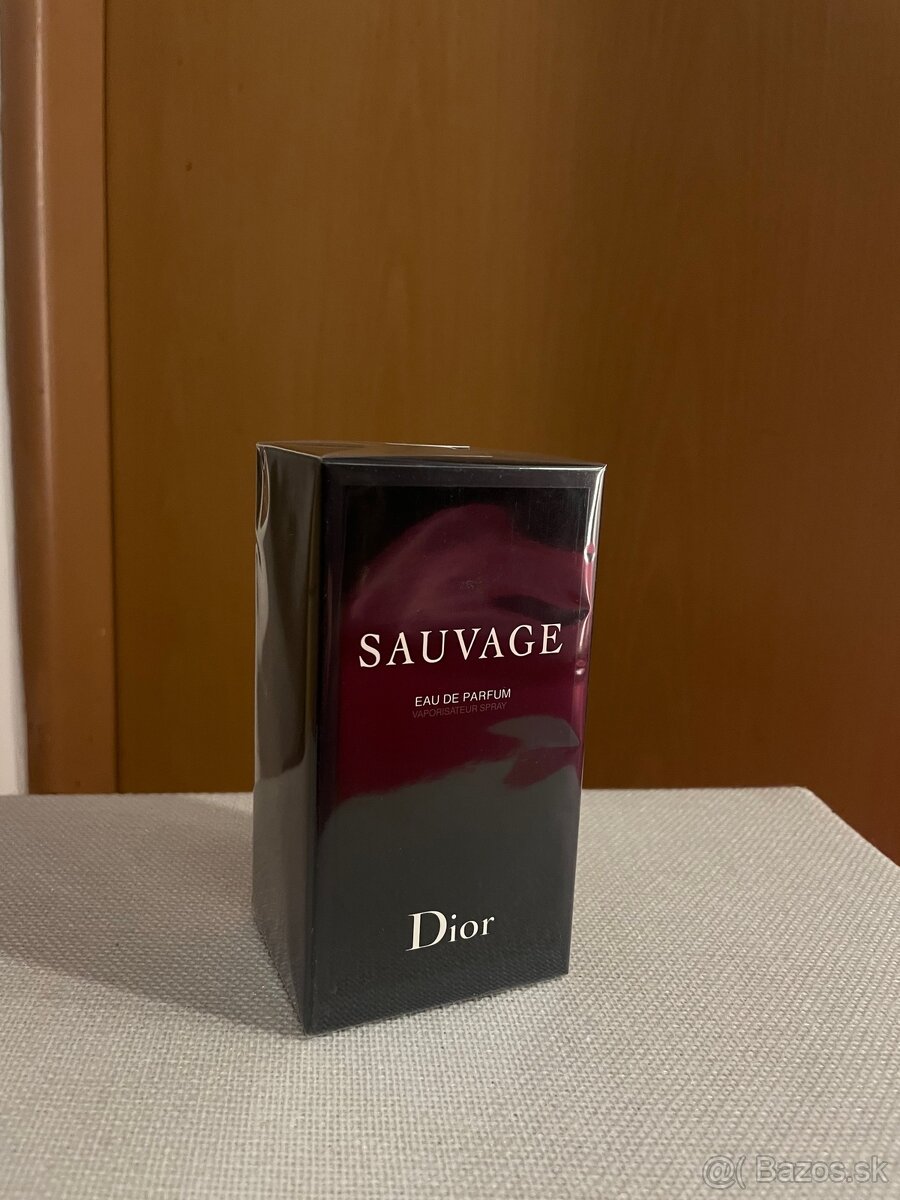 SAUVAGE
EAU DE PARFUM
VAPORISATEUR SPRAY
Dior
@( Bazos.sk